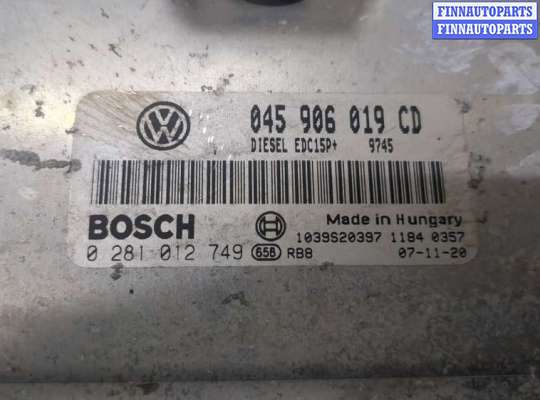 FINNAUTOPARTS
FINNAUTOPARTS
045 906 019 CD
DIESEL EDC15P+ 9745
BOSCH
Made in Hungary
0 281 012 749 658 RB8
1039S20397 1184 0357
07-11-20